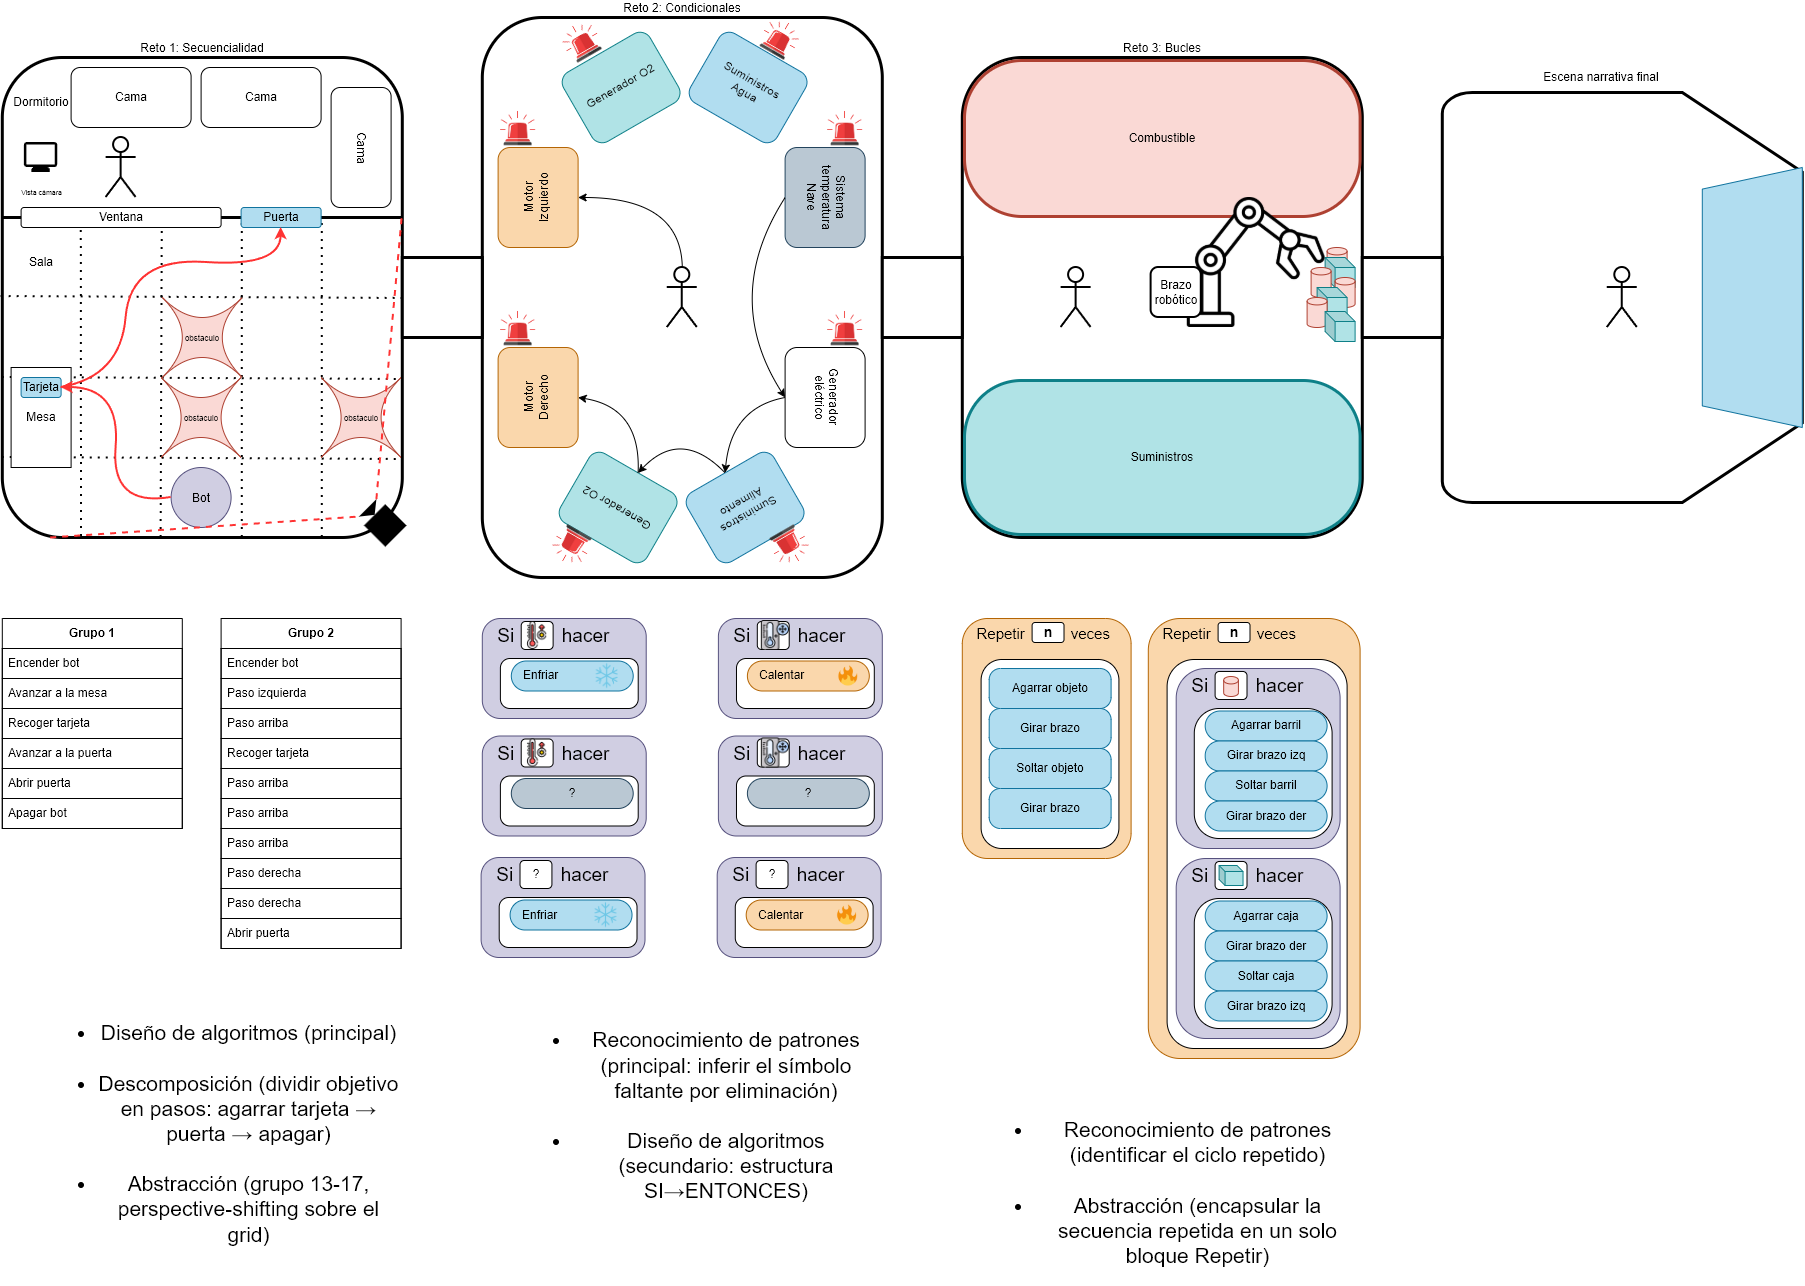 Reto 1: Secuencialidad
Dormitorio
Cama
Cama
Cama
Vista cámara
Ventana
Puerta
Sala
obstaculo
Tarjeta
Mesa
obstaculo
obstaculo
Bot
Reto 2: Condicionales
Generador O2
Suministros
Agua
Motor
Izquierdo
Sistema
temperatura
Nave
Motor
Derecho
Generador
eléctrico
Generador O2
Suministros
Alimento
Reto 3: Bucles
Combustible
Brazo
robótico
Suministros
Escena narrativa final
Grupo 1
Encender bot
Avanzar a la mesa
Recoger tarjeta
Avanzar a la puerta
Abrir puerta
Apagar bot
Grupo 2
Encender bot
Paso izquierda
Paso arriba
Recoger tarjeta
Paso arriba
Paso arriba
Paso arriba
Paso derecha
Paso derecha
Abrir puerta
Si hacer
Enfriar
Si hacer
Calentar
Si hacer
?
Si hacer
?
Si ? hacer
Enfriar
Si ? hacer
Calentar
Repetir n veces
Agarrar objeto
Girar brazo
Soltar objeto
Girar brazo
Repetir n veces
Si hacer
Agarrar barril
Girar brazo izq
Soltar barril
Girar brazo der
Si hacer
Agarrar caja
Girar brazo der
Soltar caja
Girar brazo izq
• Diseño de algoritmos (principal)
• Descomposición (dividir objetivo
en pasos: agarrar tarjeta →
puerta → apagar)
• Abstracción (grupo 13-17,
perspective-shifting sobre el
grid)
• Reconocimiento de patrones
(principal: inferir el símbolo
faltante por eliminación)
• Diseño de algoritmos
(secundario: estructura
SI→ENTONCES)
• Reconocimiento de patrones
(identificar el ciclo repetido)
• Abstracción (encapsular la
secuencia repetida en un solo
bloque Repetir)